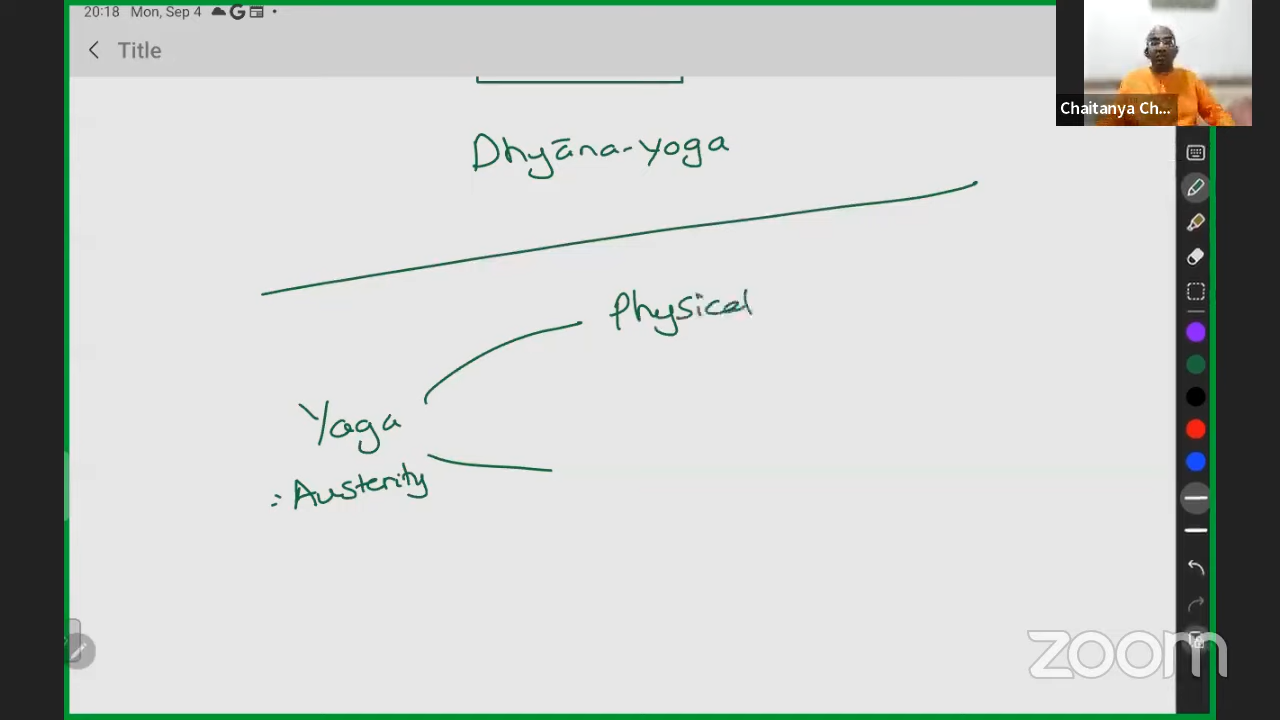 20:18 Mon, Sep 4
Title
Chaitanya Ch...
Dhyāna-yoga
Physical
Yoga
: Austerity
zoom